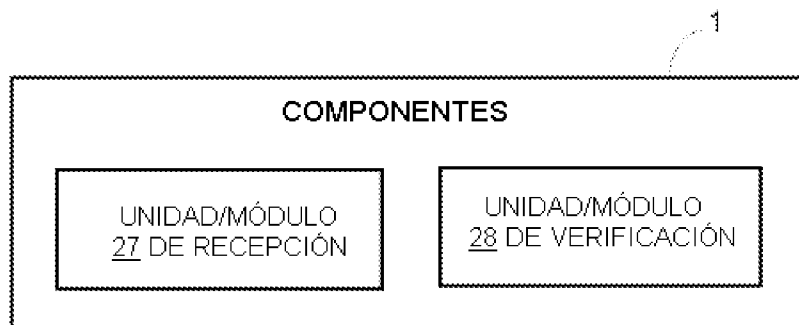 1
COMPONENTES
UNIDAD/MÓDULO
27 DE RECEPCIÓN
UNIDAD/MÓDULO
28 DE VERIFICACIÓN